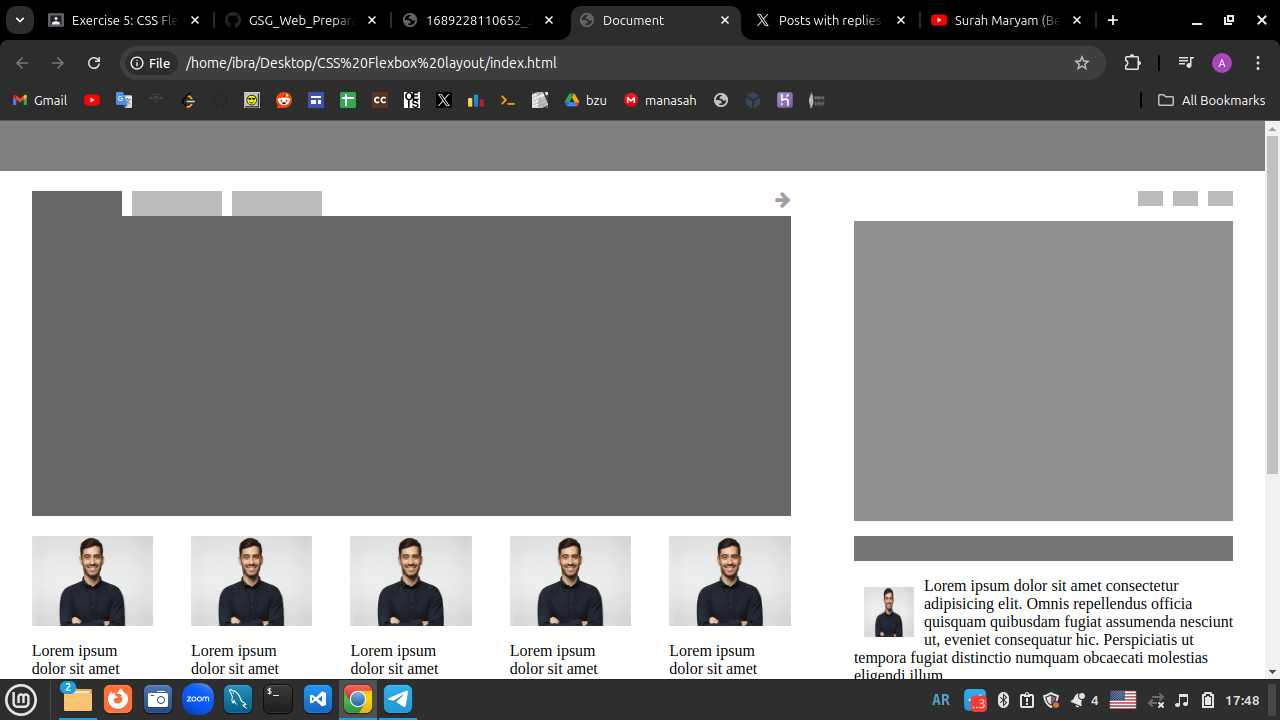 Exercise 5: CSS Fle
GSG_Web_Prepara
1689228110652_
Document
Posts with replies
Surah Maryam (Be
File
/home/ibra/Desktop/CSS%20Flexbox%20layout/index.html
A
Gmail
CC
bzu
manasah
All Bookmarks
Lorem ipsum
dolor sit amet
Lorem ipsum
dolor sit amet
Lorem ipsum
dolor sit amet
Lorem ipsum
dolor sit amet
Lorem ipsum
dolor sit amet
Lorem ipsum dolor sit amet consectetur
adipisicing elit. Omnis repellendus officia
quisquam quibusdam fugiat assumenda nesciunt
ut, eveniet consequatur hic. Perspiciatis ut
tempora fugiat distinctio numquam obcaecati molestias
eligendi illum
2
zoom
$_
AR
..3
4
17:48